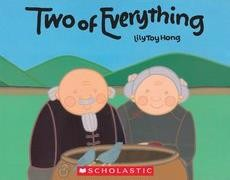 Two of Everything
Lily Toy Hong
SCHOLASTIC